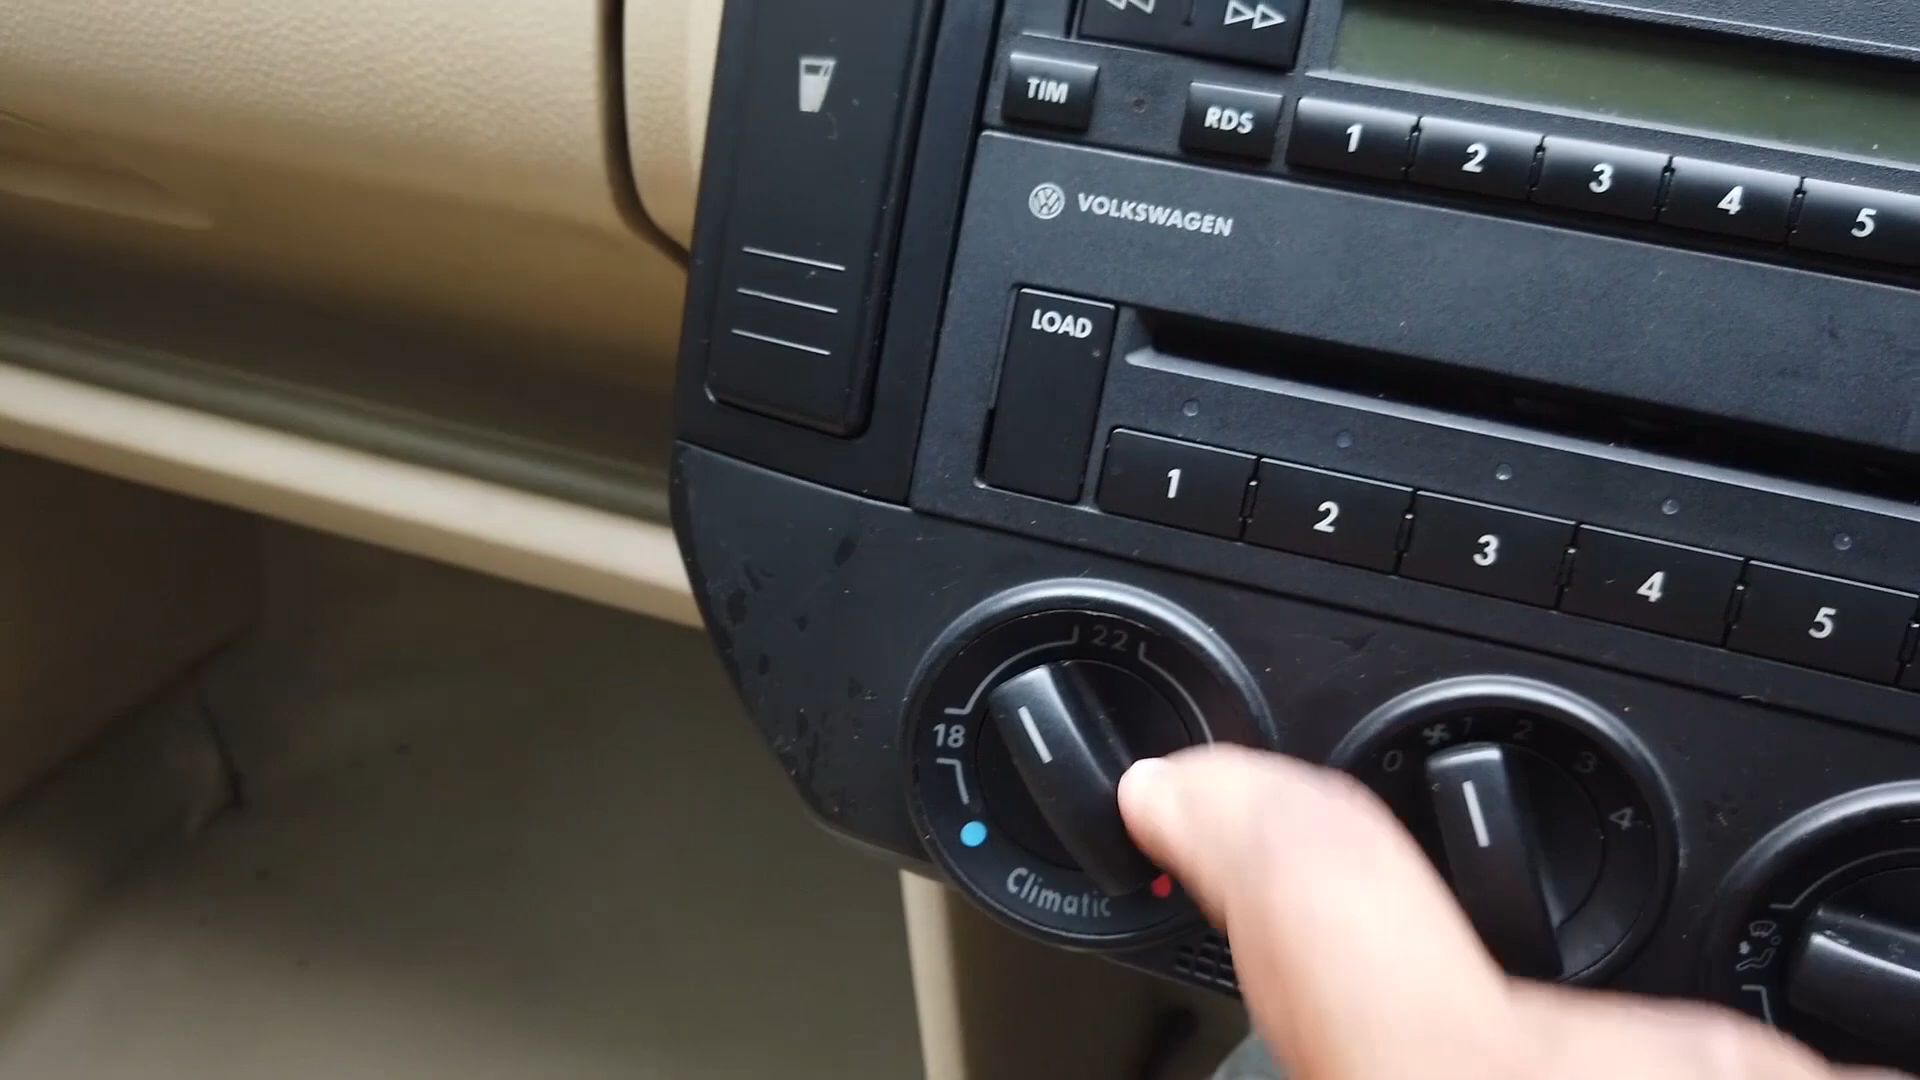 TIM
RDS
1 2 3 4 5
VOLKSWAGEN
LOAD
1 2 3 4 5
22
18
Climatic
0 1 2 3 4